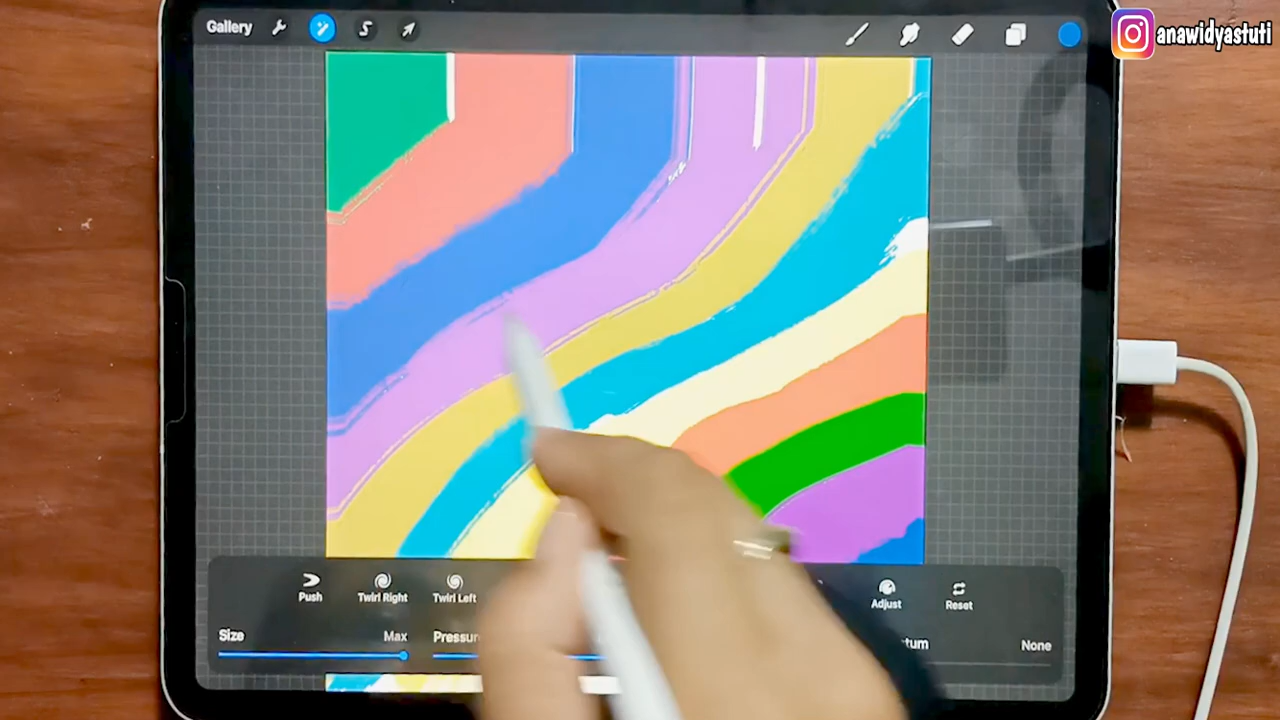 Gallery
anawidyastuti
Push
Twirl Right
Twirl Left
Adjust
Reset
Size
Max
Pressure
None